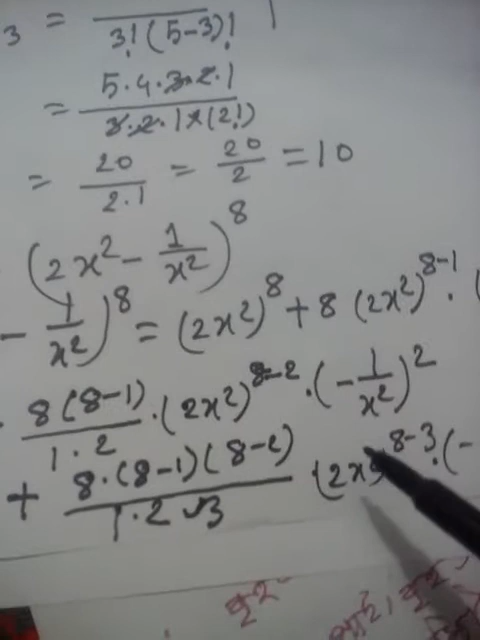 3 = / 3!(5-3)!
= 5·4·3·2·1 / 3·2·1×(2!)
= 20 / 2·1 = 20 / 2 = 10
(2x² - 1/x²)⁸
- 1/x²)⁸ = (2x²)⁸ + 8 (2x²)⁸⁻¹ · (
8(8-1) / 1·2 · (2x²)⁸⁻² · (- 1/x²)²
+ 8·(8-1)(8-2) / 1·2·3 (2x⁸⁻³·(-